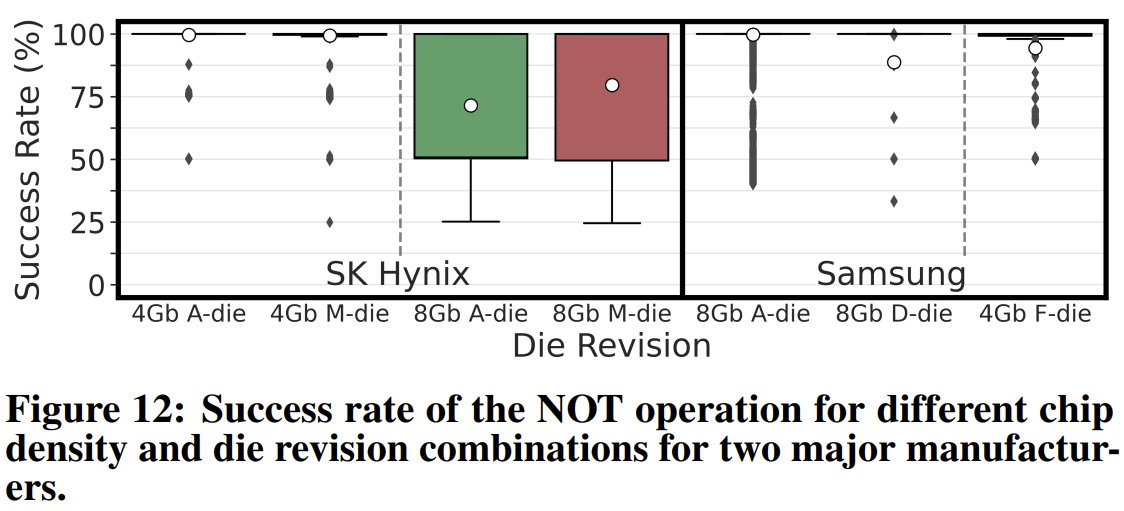 Success Rate (%)
100
75
50
25
0
SK Hynix
Samsung
4Gb A-die 4Gb M-die 8Gb A-die 8Gb M-die 8Gb A-die 8Gb D-die 4Gb F-die
Die Revision
Figure 12: Success rate of the NOT operation for different chip
density and die revision combinations for two major manufactur-
ers.